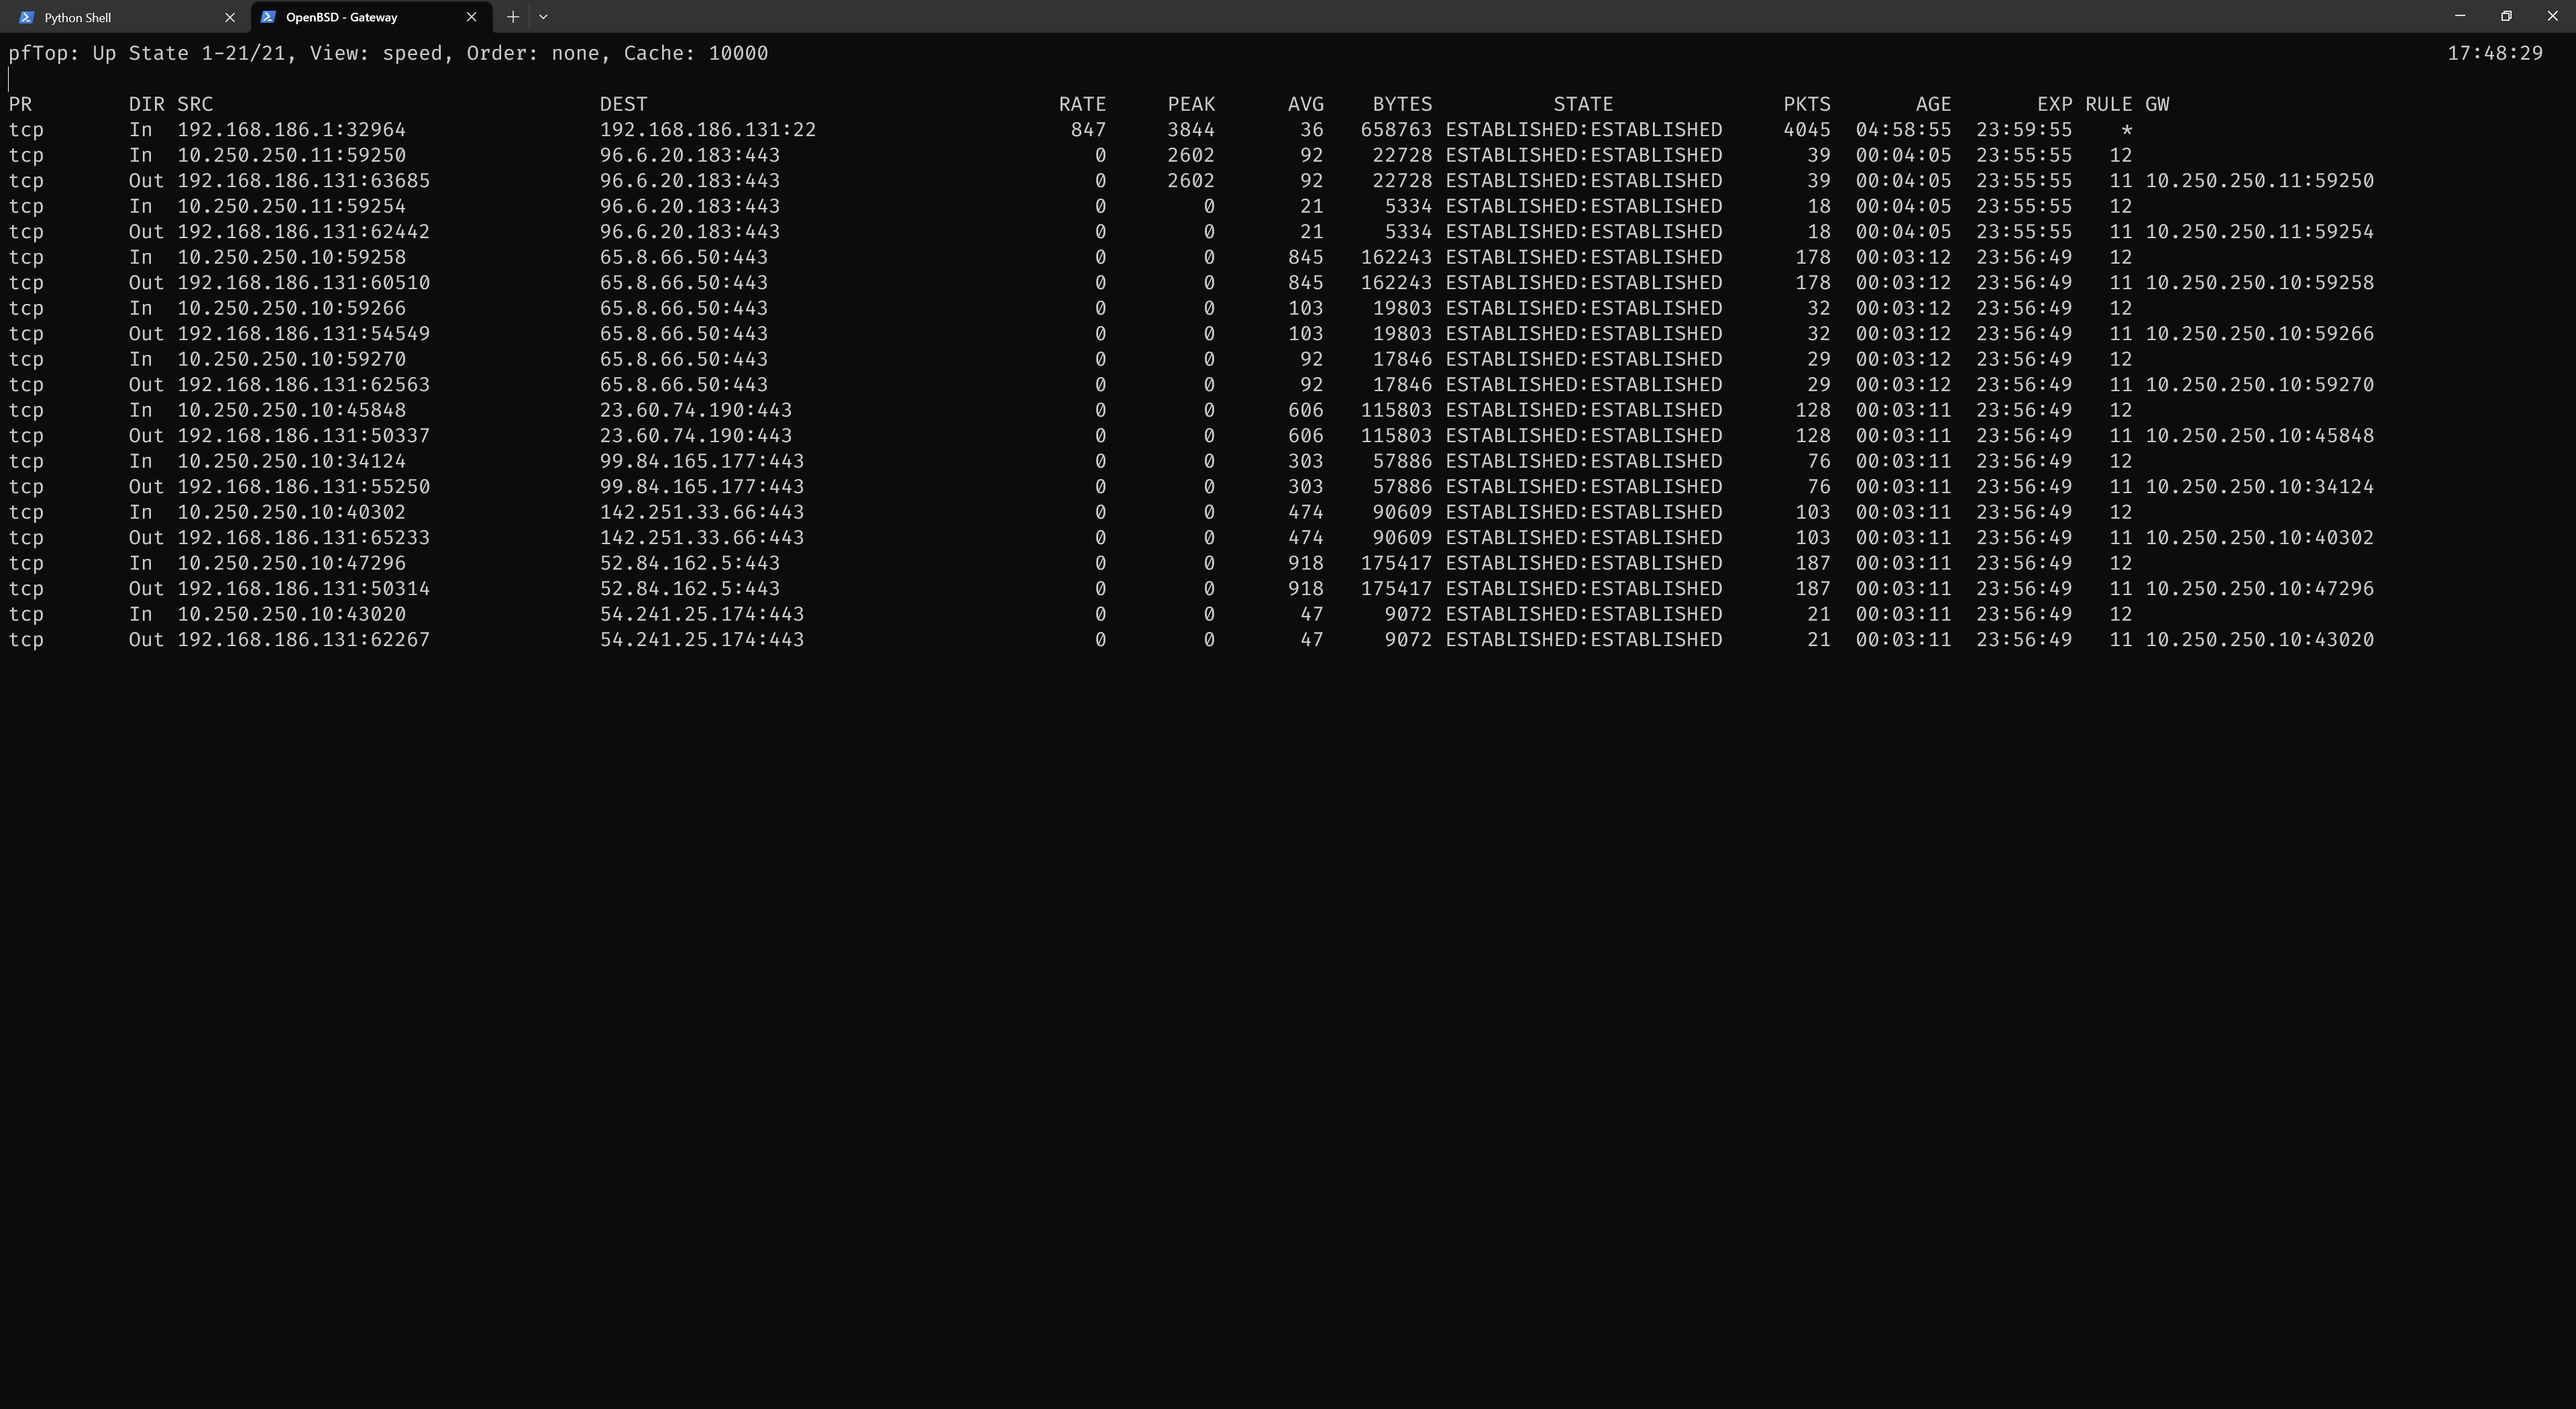 Python Shell
OpenBSD - Gateway
pfTop: Up State 1-21/21, View: speed, Order: none, Cache: 10000 17:48:29
PR DIR SRC DEST RATE PEAK AVG BYTES STATE PKTS AGE EXP RULE GW
tcp In 192.168.186.1:32964 192.168.186.131:22 847 3844 36 658763 ESTABLISHED:ESTABLISHED 4045 04:58:55 23:59:55 *
tcp In 10.250.250.11:59250 96.6.20.183:443 0 2602 92 22728 ESTABLISHED:ESTABLISHED 39 00:04:05 23:55:55 12
tcp Out 192.168.186.131:63685 96.6.20.183:443 0 2602 92 22728 ESTABLISHED:ESTABLISHED 39 00:04:05 23:55:55 11 10.250.250.11:59250
tcp In 10.250.250.11:59254 96.6.20.183:443 0 0 21 5334 ESTABLISHED:ESTABLISHED 18 00:04:05 23:55:55 12
tcp Out 192.168.186.131:62442 96.6.20.183:443 0 0 21 5334 ESTABLISHED:ESTABLISHED 18 00:04:05 23:55:55 11 10.250.250.11:59254
tcp In 10.250.250.10:59258 65.8.66.50:443 0 0 845 162243 ESTABLISHED:ESTABLISHED 178 00:03:12 23:56:49 12
tcp Out 192.168.186.131:60510 65.8.66.50:443 0 0 845 162243 ESTABLISHED:ESTABLISHED 178 00:03:12 23:56:49 11 10.250.250.10:59258
tcp In 10.250.250.10:59266 65.8.66.50:443 0 0 103 19803 ESTABLISHED:ESTABLISHED 32 00:03:12 23:56:49 12
tcp Out 192.168.186.131:54549 65.8.66.50:443 0 0 103 19803 ESTABLISHED:ESTABLISHED 32 00:03:12 23:56:49 11 10.250.250.10:59266
tcp In 10.250.250.10:59270 65.8.66.50:443 0 0 92 17846 ESTABLISHED:ESTABLISHED 29 00:03:12 23:56:49 12
tcp Out 192.168.186.131:62563 65.8.66.50:443 0 0 92 17846 ESTABLISHED:ESTABLISHED 29 00:03:12 23:56:49 11 10.250.250.10:59270
tcp In 10.250.250.10:45848 23.60.74.190:443 0 0 606 115803 ESTABLISHED:ESTABLISHED 128 00:03:11 23:56:49 12
tcp Out 192.168.186.131:50337 23.60.74.190:443 0 0 606 115803 ESTABLISHED:ESTABLISHED 128 00:03:11 23:56:49 11 10.250.250.10:45848
tcp In 10.250.250.10:34124 99.84.165.177:443 0 0 303 57886 ESTABLISHED:ESTABLISHED 76 00:03:11 23:56:49 12
tcp Out 192.168.186.131:55250 99.84.165.177:443 0 0 303 57886 ESTABLISHED:ESTABLISHED 76 00:03:11 23:56:49 11 10.250.250.10:34124
tcp In 10.250.250.10:40302 142.251.33.66:443 0 0 474 90609 ESTABLISHED:ESTABLISHED 103 00:03:11 23:56:49 12
tcp Out 192.168.186.131:65233 142.251.33.66:443 0 0 474 90609 ESTABLISHED:ESTABLISHED 103 00:03:11 23:56:49 11 10.250.250.10:40302
tcp In 10.250.250.10:47296 52.84.162.5:443 0 0 918 175417 ESTABLISHED:ESTABLISHED 187 00:03:11 23:56:49 12
tcp Out 192.168.186.131:50314 52.84.162.5:443 0 0 918 175417 ESTABLISHED:ESTABLISHED 187 00:03:11 23:56:49 11 10.250.250.10:47296
tcp In 10.250.250.10:43020 54.241.25.174:443 0 0 47 9072 ESTABLISHED:ESTABLISHED 21 00:03:11 23:56:49 12
tcp Out 192.168.186.131:62267 54.241.25.174:443 0 0 47 9072 ESTABLISHED:ESTABLISHED 21 00:03:11 23:56:49 11 10.250.250.10:43020